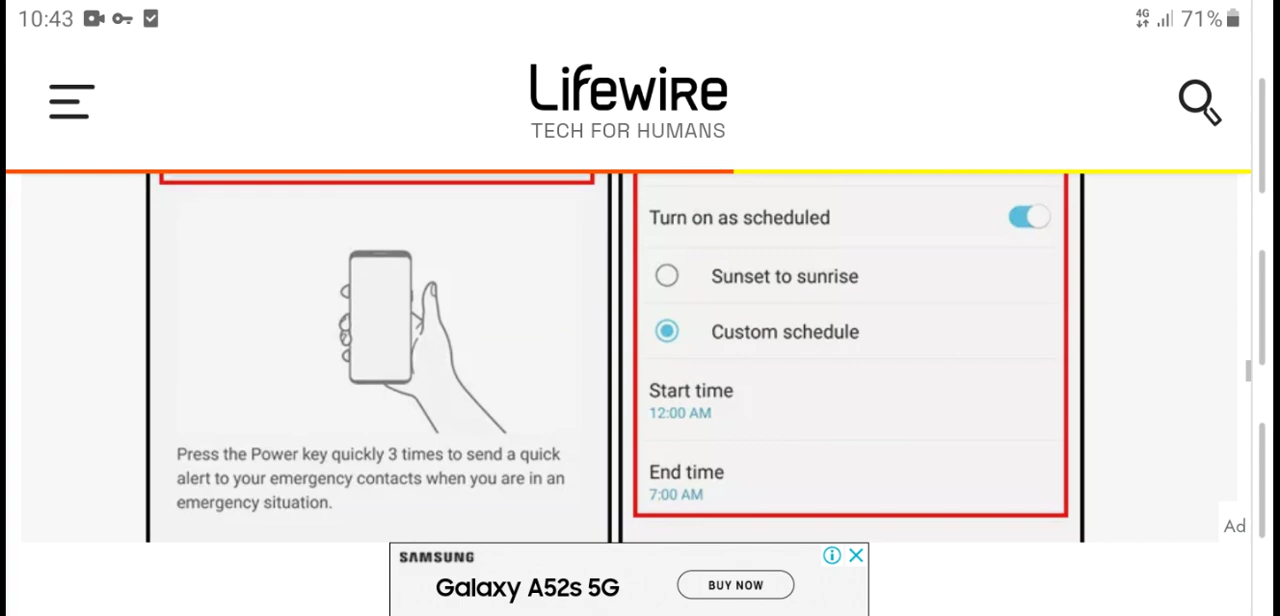 10:43
4G 71%
Lifewire
TECH FOR HUMANS
Press the Power key quickly 3 times to send a quick
alert to your emergency contacts when you are in an
emergency situation.
Turn on as scheduled
Sunset to sunrise
Custom schedule
Start time
12:00 AM
End time
7:00 AM
Ad
SAMSUNG
Galaxy A52s 5G
BUY NOW